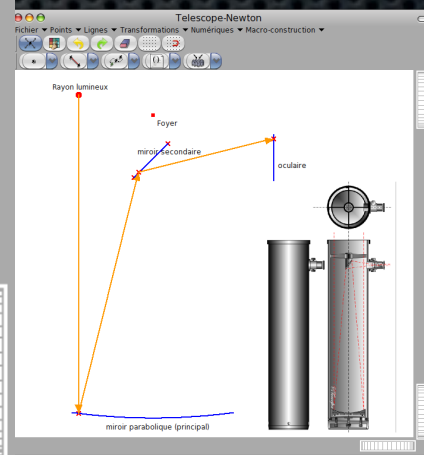 Telescope-Newton
Fichier Points Lignes Transformations Numériques Macro-construction
Rayon lumineux
Foyer
miroir secondaire
oculaire
miroir parabolique (principal)